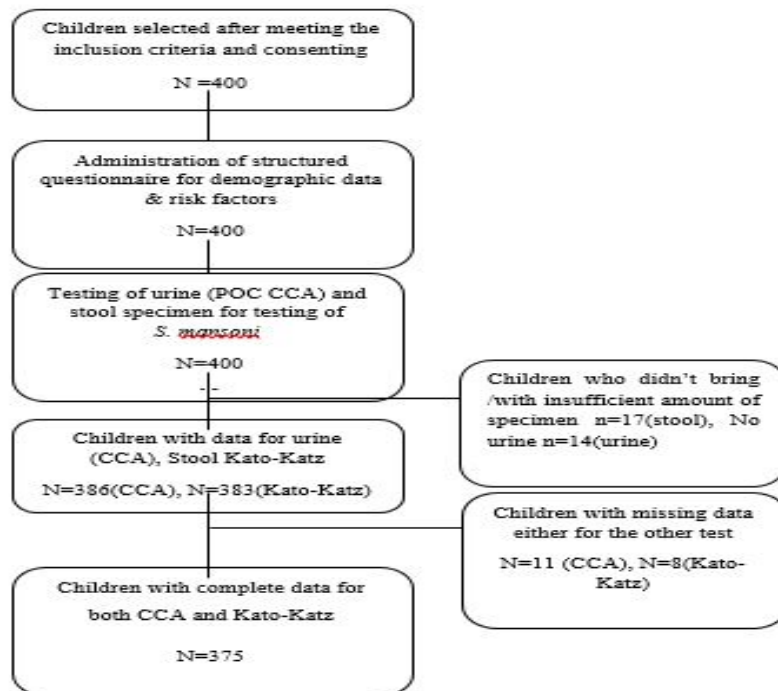 Children selected after meeting the
inclusion criteria and consenting
N =400
Administration of structured
questionnaire for demographic data
& risk factors
N=400
Testing of urine (POC CCA) and
stool specimen for testing of
S. mansoni
N=400
Children who didn't bring
/with insufficient amount of
specimen n=17(stool), No
urine n=14(urine)
Children with data for urine
(CCA), Stool Kato-Katz
N=386(CCA), N=383(Kato-Katz)
Children with missing data
either for the other test
N=11 (CCA), N=8(Kato-
Katz)
Children with complete data for
both CCA and Kato-Katz
N=375